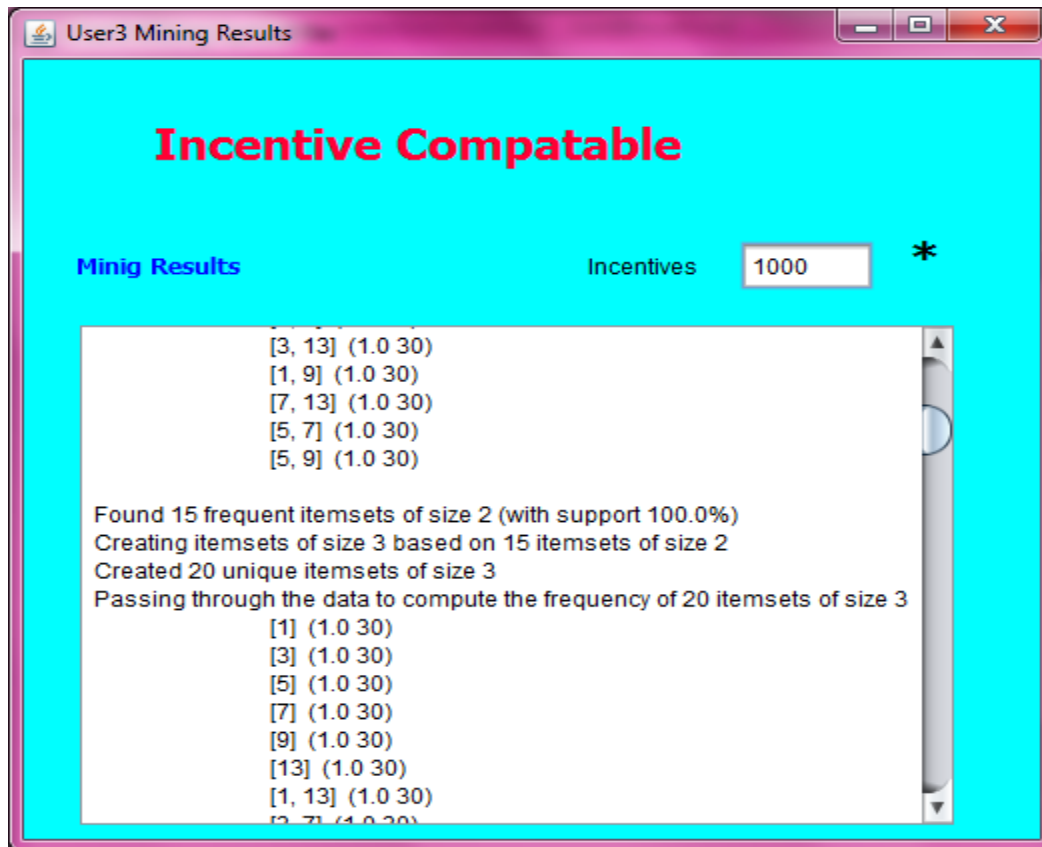 User3 Mining Results
Incentive Compatable
Minig Results
Incentives 1000 *
[3, 13] (1.0 30)
[1, 9] (1.0 30)
[7, 13] (1.0 30)
[5, 7] (1.0 30)
[5, 9] (1.0 30)
Found 15 frequent itemsets of size 2 (with support 100.0%)
Creating itemsets of size 3 based on 15 itemsets of size 2
Created 20 unique itemsets of size 3
Passing through the data to compute the frequency of 20 itemsets of size 3
[1] (1.0 30)
[3] (1.0 30)
[5] (1.0 30)
[7] (1.0 30)
[9] (1.0 30)
[13] (1.0 30)
[1, 13] (1.0 30)